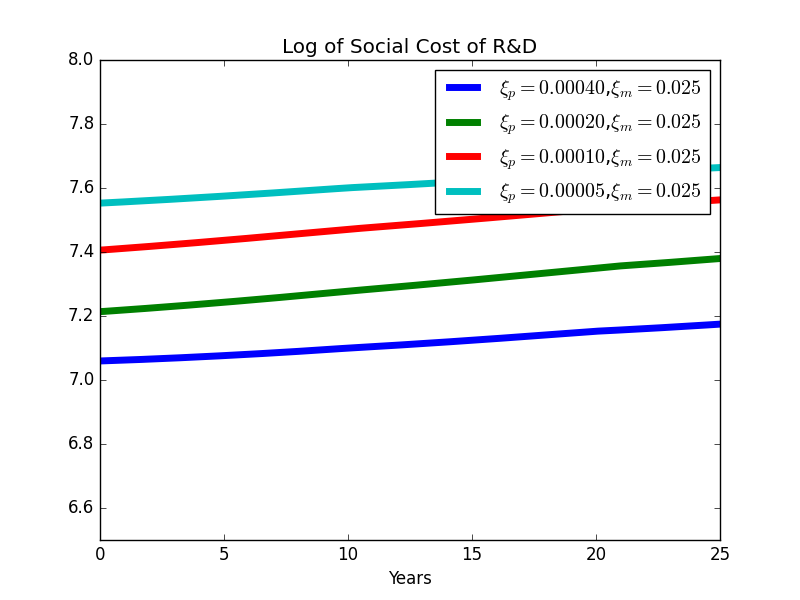 Log of Social Cost of R&D
8.0
7.8
7.6
7.4
7.2
7.0
6.8
6.6
ξₚ = 0.00040,ξₘ = 0.025
ξₚ = 0.00020,ξₘ = 0.025
ξₚ = 0.00010,ξₘ = 0.025
ξₚ = 0.00005,ξₘ = 0.025
0 5 10 15 20 25
Years